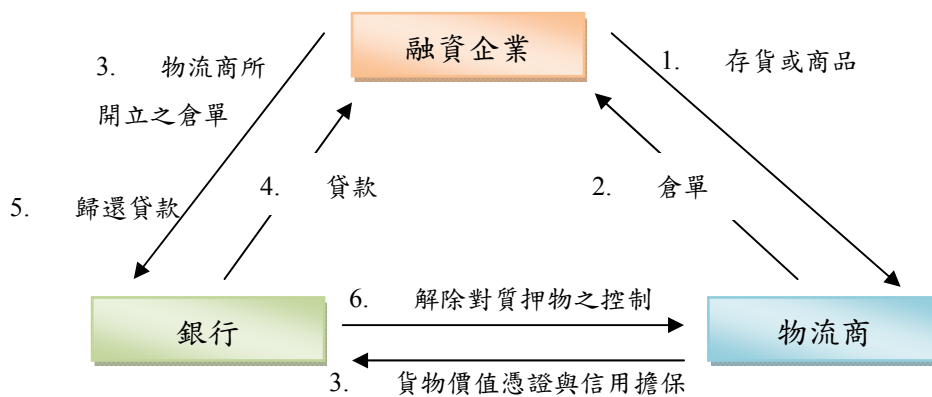 融資企業
3. 物流商所
開立之倉單
1. 存貨或商品
4. 貸款
2. 倉單
5. 歸還貸款
6. 解除對質押物之控制
銀行
物流商
3. 貨物價值憑證與信用擔保